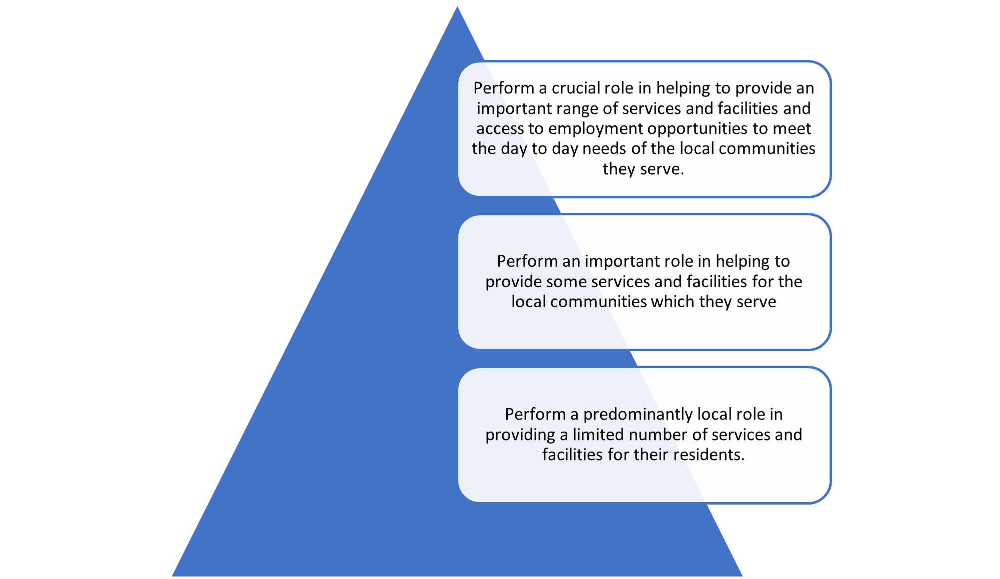 Perform a crucial role in helping to provide an
important range of services and facilities and
access to employment opportunities to meet
the day to day needs of the local communities
they serve.
Perform an important role in helping to
provide some services and facilities for the
local communities which they serve
Perform a predominantly local role in
providing a limited number of services and
facilities for their residents.